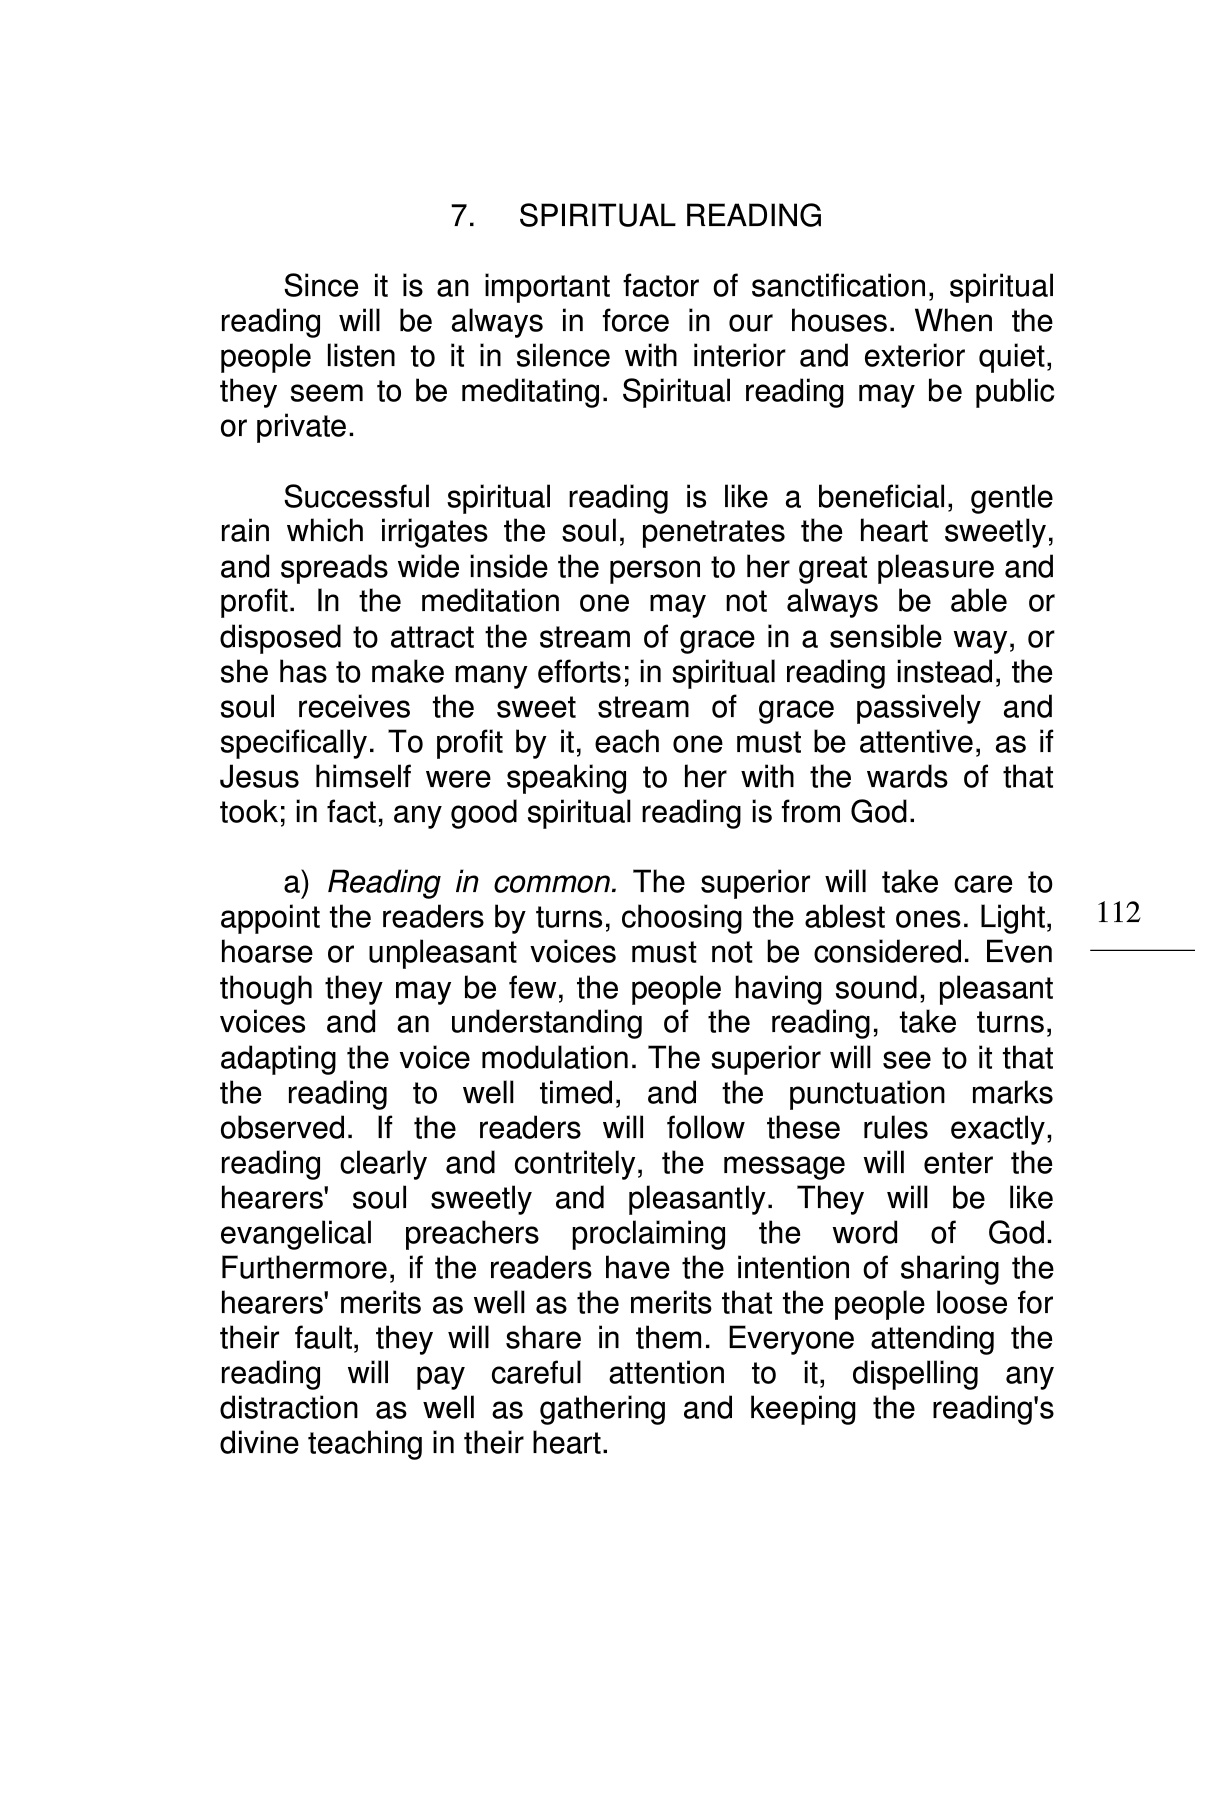 7. SPIRITUAL READING
Since it is an important factor of sanctification, spiritual
reading will be always in force in our houses. When the
people listen to it in silence with interior and exterior quiet,
they seem to be meditating. Spiritual reading may be public
or private.
Successful spiritual reading is like a beneficial, gentle
rain which irrigates the soul, penetrates the heart sweetly,
and spreads wide inside the person to her great pleasure and
profit. In the meditation one may not always be able or
disposed to attract the stream of grace in a sensible way, or
she has to make many efforts; in spiritual reading instead, the
soul receives the sweet stream of grace passively and
specifically. To profit by it, each one must be attentive, as if
Jesus himself were speaking to her with the wards of that
took; in fact, any good spiritual reading is from God.
a) Reading in common. The superior will take care to
appoint the readers by turns, choosing the ablest ones. Light,
hoarse or unpleasant voices must not be considered. Even
though they may be few, the people having sound, pleasant
voices and an understanding of the reading, take turns,
adapting the voice modulation. The superior will see to it that
the reading to well timed, and the punctuation marks
observed. If the readers will follow these rules exactly,
reading clearly and contritely, the message will enter the
hearers' soul sweetly and pleasantly. They will be like
evangelical preachers proclaiming the word of God.
Furthermore, if the readers have the intention of sharing the
hearers' merits as well as the merits that the people loose for
their fault, they will share in them. Everyone attending the
reading will pay careful attention to it, dispelling any
distraction as well as gathering and keeping the reading's
divine teaching in their heart.
112